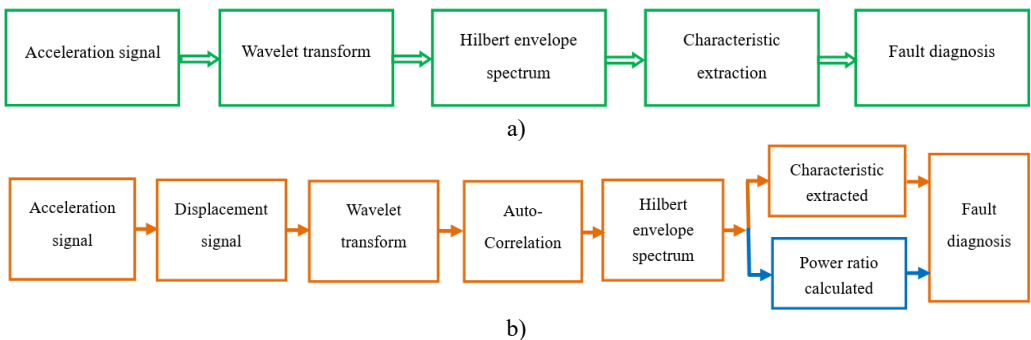 Acceleration signal
Wavelet transform
Hilbert envelope
spectrum
Characteristic
extraction
Fault diagnosis
a)
Acceleration
signal
Displacement
signal
Wavelet
transform
Auto-
Correlation
Hilbert
envelope
spectrum
Characteristic
extracted
Power ratio
calculated
Fault
diagnosis
b)